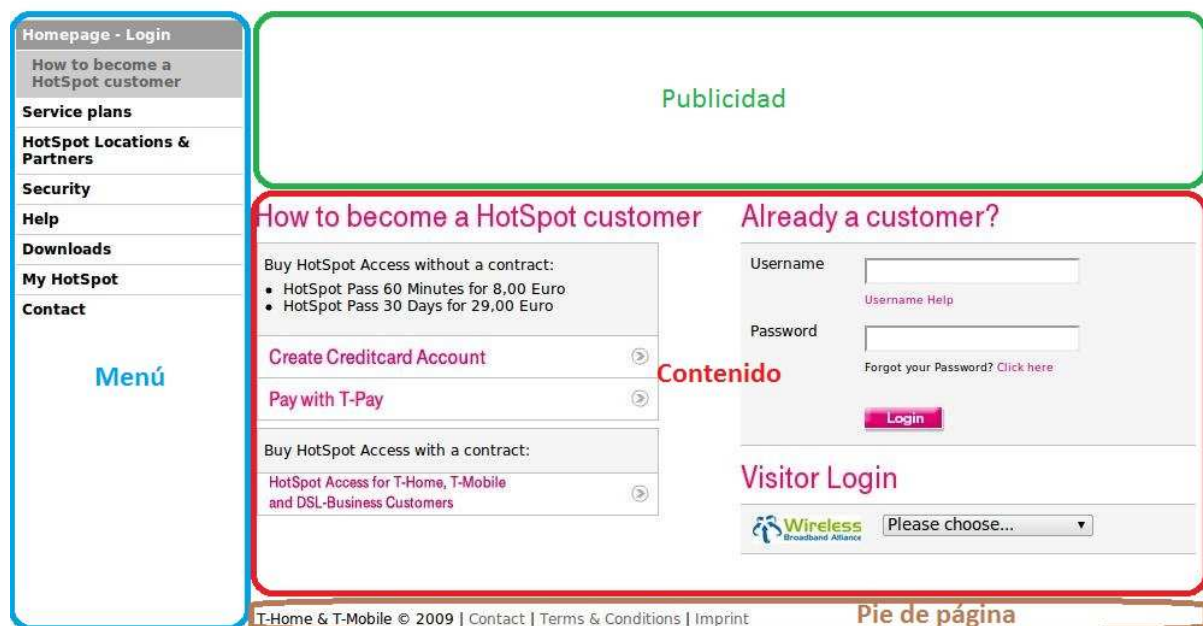 Homepage - Login
How to become a
HotSpot customer
Service plans
HotSpot Locations &
Partners
Security
Help
Downloads
My HotSpot
Contact
Menú
Publicidad
How to become a HotSpot customer
Buy HotSpot Access without a contract:
• HotSpot Pass 60 Minutes for 8,00 Euro
• HotSpot Pass 30 Days for 29,00 Euro
Create Creditcard Account
Pay with T-Pay
Buy HotSpot Access with a contract:
HotSpot Access for T-Home, T-Mobile
and DSL-Business Customers
Contenido
Already a customer?
Username
Username Help
Password
Forgot your Password? Click here
Login
Visitor Login
Wireless
Broadband Alliance
Please choose...
T-Home & T-Mobile © 2009 | Contact | Terms & Conditions | Imprint
Pie de página